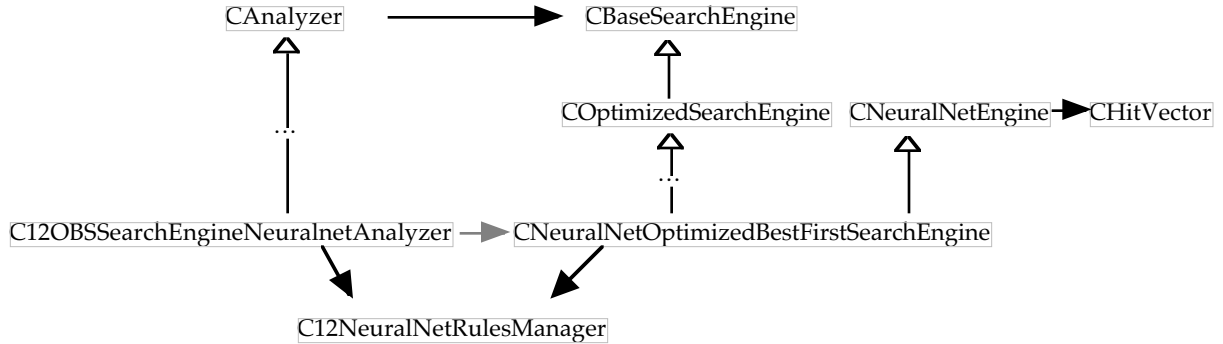 CAnalyzer
CBaseSearchEngine
COptimizedSearchEngine
CNeuralNetEngine
CHitVector
...
...
C12OBSSearchEngineNeuralnetAnalyzer
CNeuralNetOptimizedBestFirstSearchEngine
C12NeuralNetRulesManager